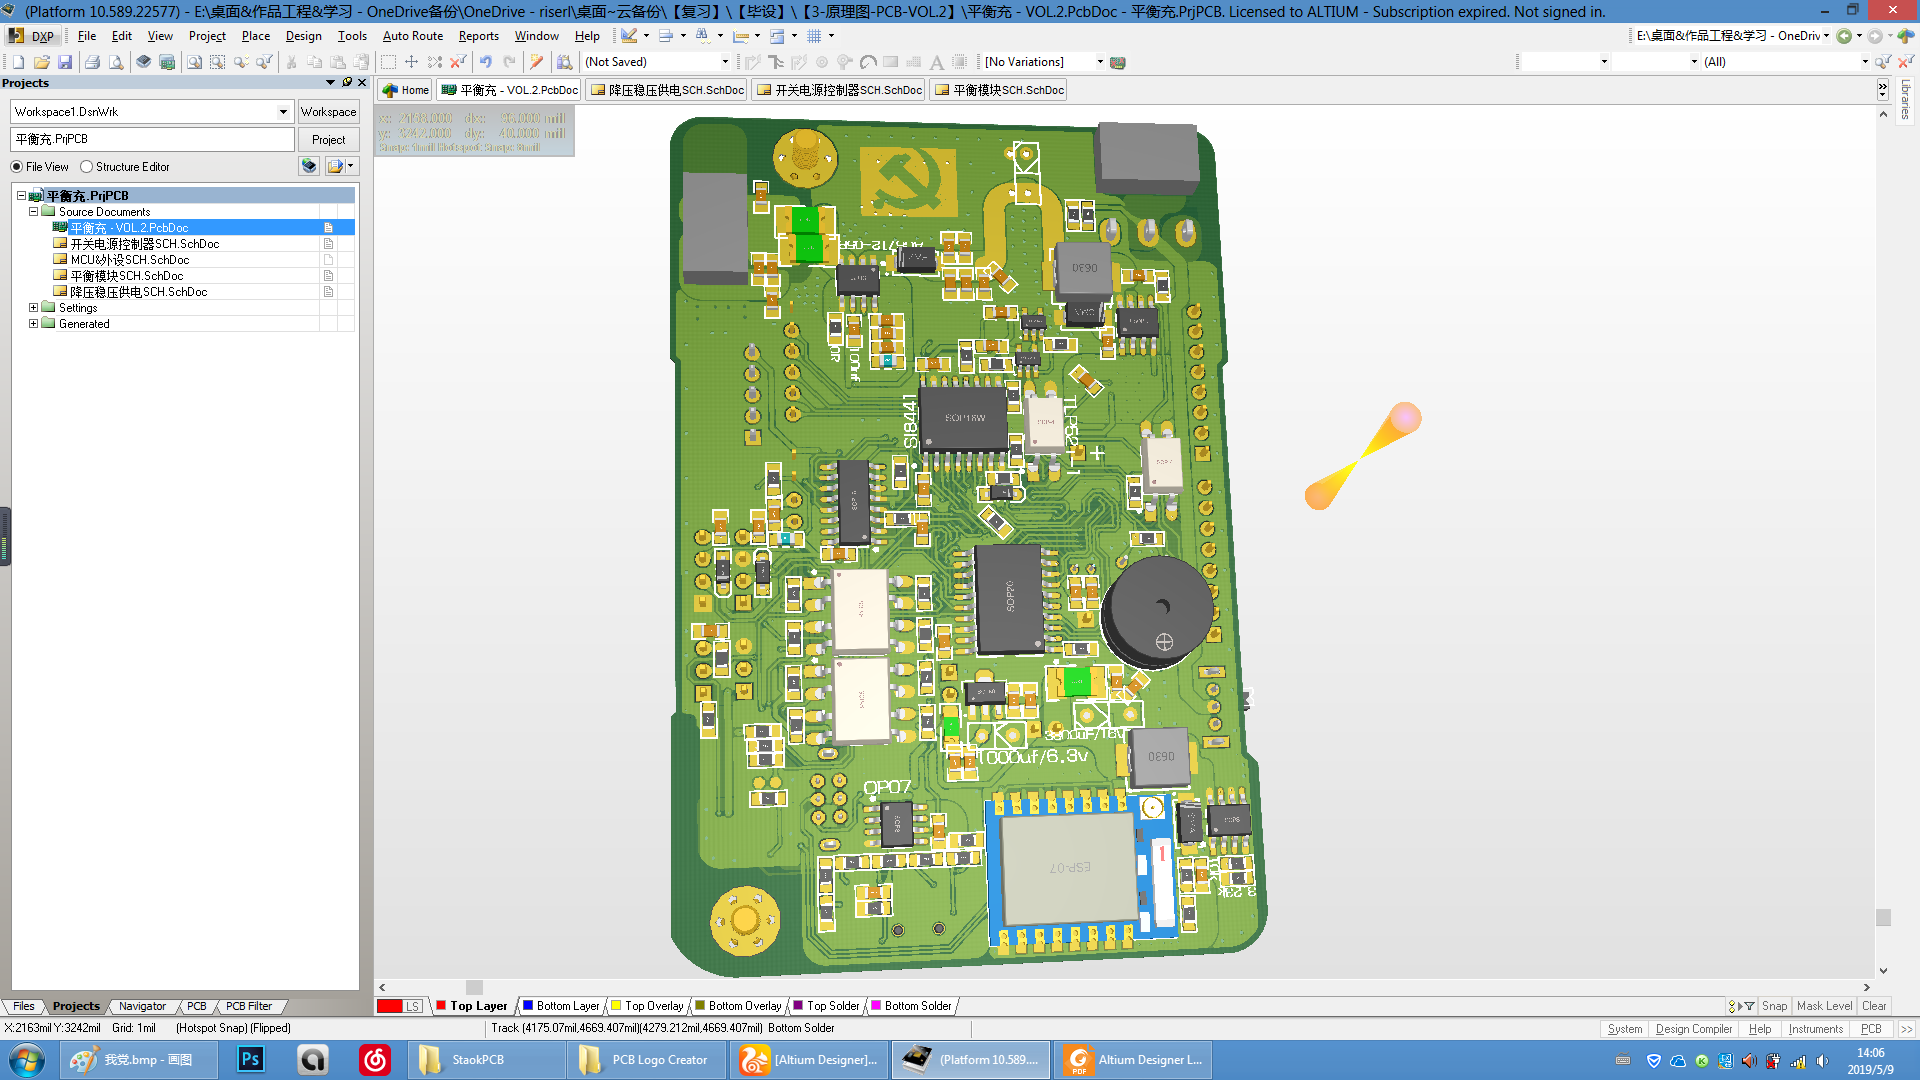 (Platform 10.589.22577) - E:\桌面&作品工程&学习 - OneDrive备份\OneDrive - riserl\桌面~云备份\【复习】\【毕设】\【3-原理图-PCB-VOL.2】\平衡充 - VOL.2.PcbDoc - 平衡充.PrjPCB. Licensed to ALTIUM - Subscription expired. Not signed in.
DXP File Edit View Project Place Design Tools Auto Route Reports Window Help E:\桌面&作品工程&学习 - OneDriv
(Not Saved) [No Variations] (All)
Projects
Home 平衡充 - VOL.2.PcbDoc 降压稳压供电SCH.SchDoc 开关电源控制器SCH.SchDoc 平衡模块SCH.SchDoc
Libraries
Workspace1.DsnWrk Workspace
平衡充.PrjPCB Project
File View Structure Editor
平衡充.PrjPCB
Source Documents
平衡充 - VOL.2.PcbDoc
开关电源控制器SCH.SchDoc
MCU&外设SCH.SchDoc
平衡模块SCH.SchDoc
降压稳压供电SCH.SchDoc
Settings
Generated
x: 2158.000 dx: 90.000 mil
0630
100uf
SI8441
SOP16W
TLP521-1
+
SOP20
330uF/16V
1000uf/6.3v
0630
OP07
SOP8
ESP-07
Files Projects Navigator PCB PCB Filter
LS Top Layer Bottom Layer Top Overlay Bottom Overlay Top Solder Bottom Solder Snap Mask Level Clear
X:2163mil Y:3242mil Grid: 1mil (Hotspot Snap) (Flipped) Track (4175.07mil,4669.407mil)(4279.212mil,4669.407mil) Bottom Solder System Design Compiler Help Instruments PCB >>
我党.bmp - 画图 Ps StaokPCB PCB Logo Creator [Altium Designer]... (Platform 10.589.... Altium Designer L...
14:06
2019/5/9